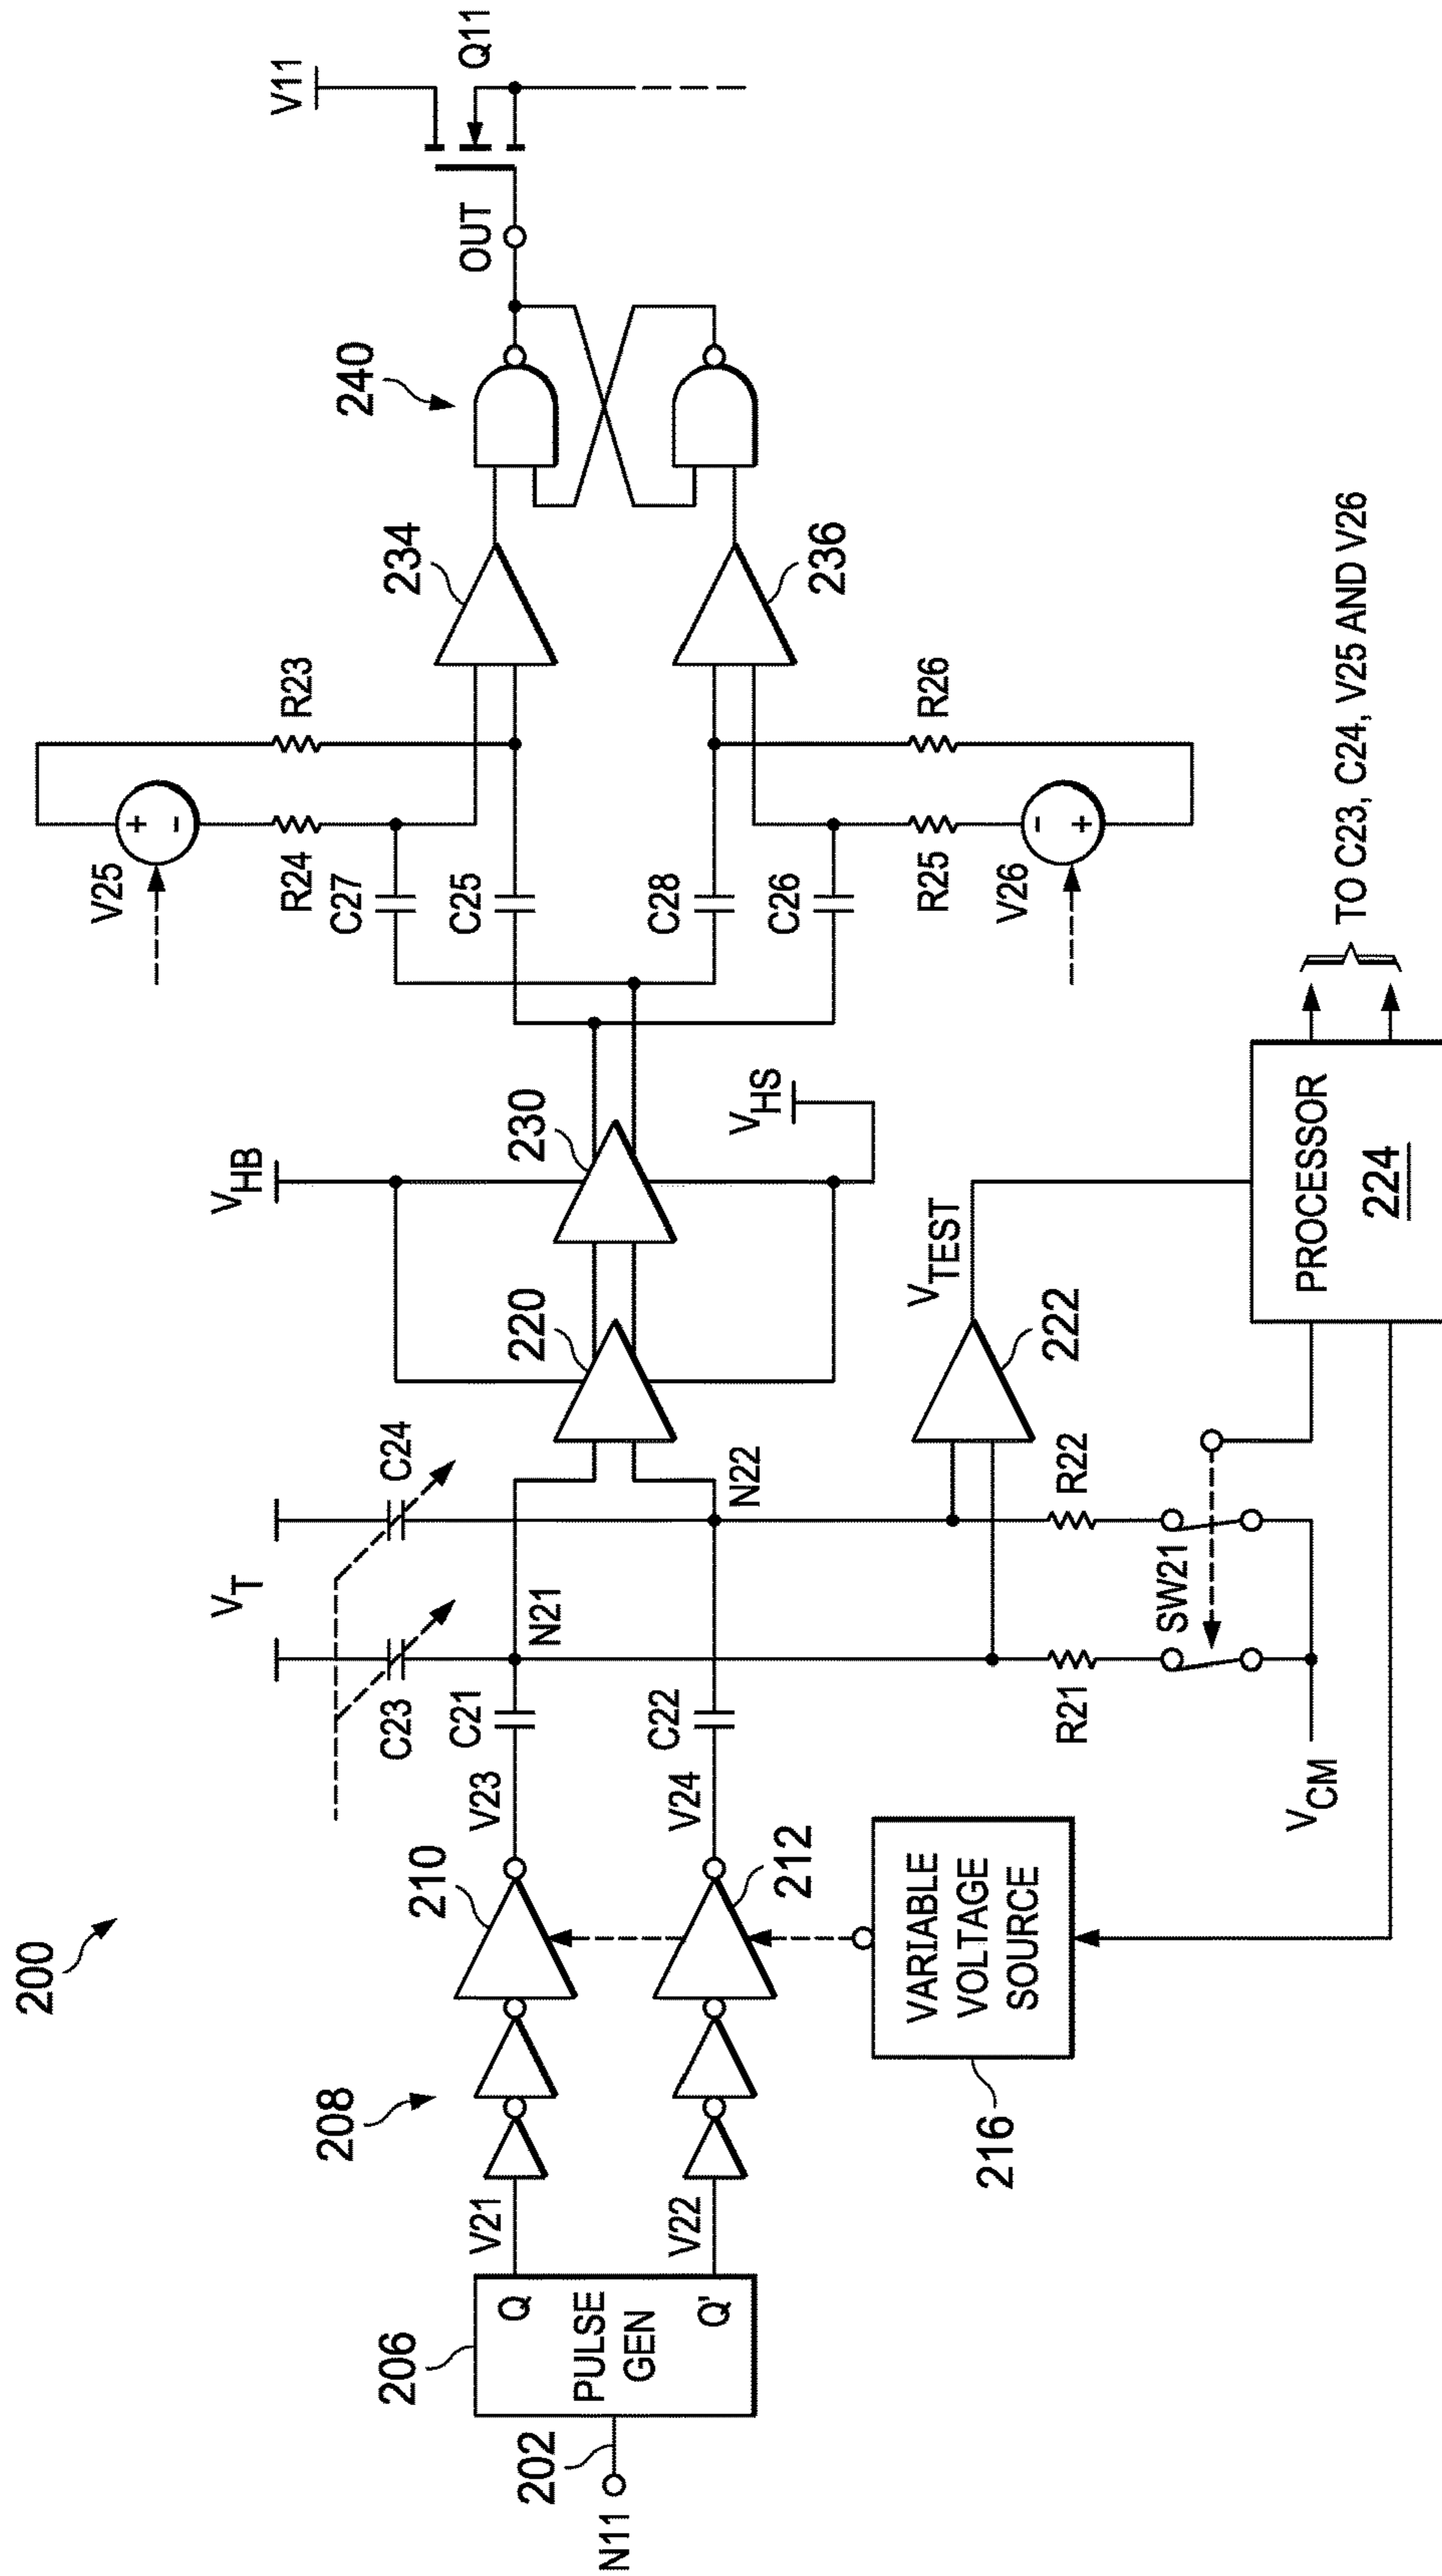 200
N11
202
206
Q
PULSE
GEN
Q'
V21
V22
208
210
212
V23
V24
216
VARIABLE
VOLTAGE
SOURCE
C21
C22
C23
C24
V_T
N21
N22
R21
R22
SW21
V_CM
220
222
V_TEST
PROCESSOR
224
TO C23, C24, V25 AND V26
V_HB
230
V_HS
C27
C25
C28
C26
V25
+
-
R24
R23
R25
R26
V26
-
+
234
236
240
OUT
V11
Q11